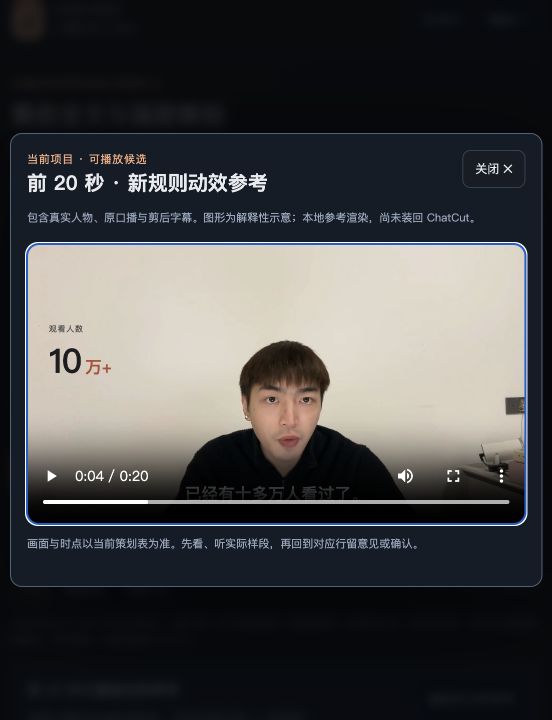 当前项目 · 可播放候选
前 20 秒 · 新规则动效参考
关闭 ×
包含真实人物、原口播与剪后字幕。图形为解释性示意；本地参考渲染，尚未装回 ChatCut。
观看人数
10 万+
0:04 / 0:20
已经有十多万人看过了。
画面与时点以当前策划表为准。先看、听实际样段，再回到对应行留意见或确认。